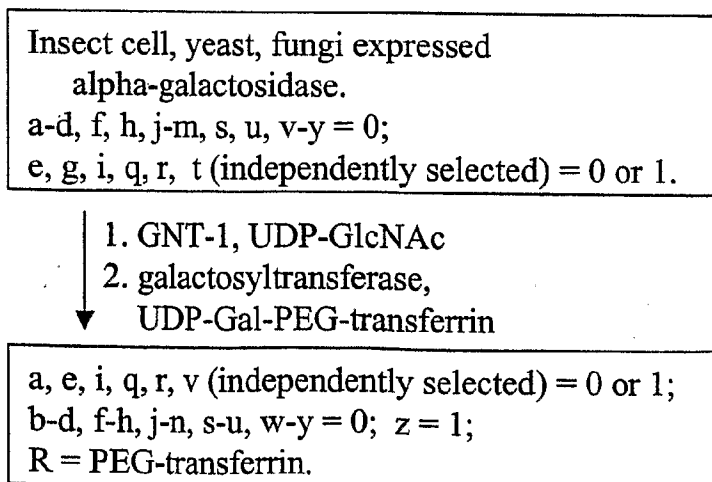 Insect cell, yeast, fungi expressed
alpha-galactosidase.
a-d, f, h, j-m, s, u, v-y = 0;
e, g, i, q, r, t (independently selected) = 0 or 1.
1. GNT-1, UDP-GlcNAc
2. galactosyltransferase,
UDP-Gal-PEG-transferrin
a, e, i, q, r, v (independently selected) = 0 or 1;
b-d, f-h, j-n, s-u, w-y = 0; z = 1;
R = PEG-transferrin.